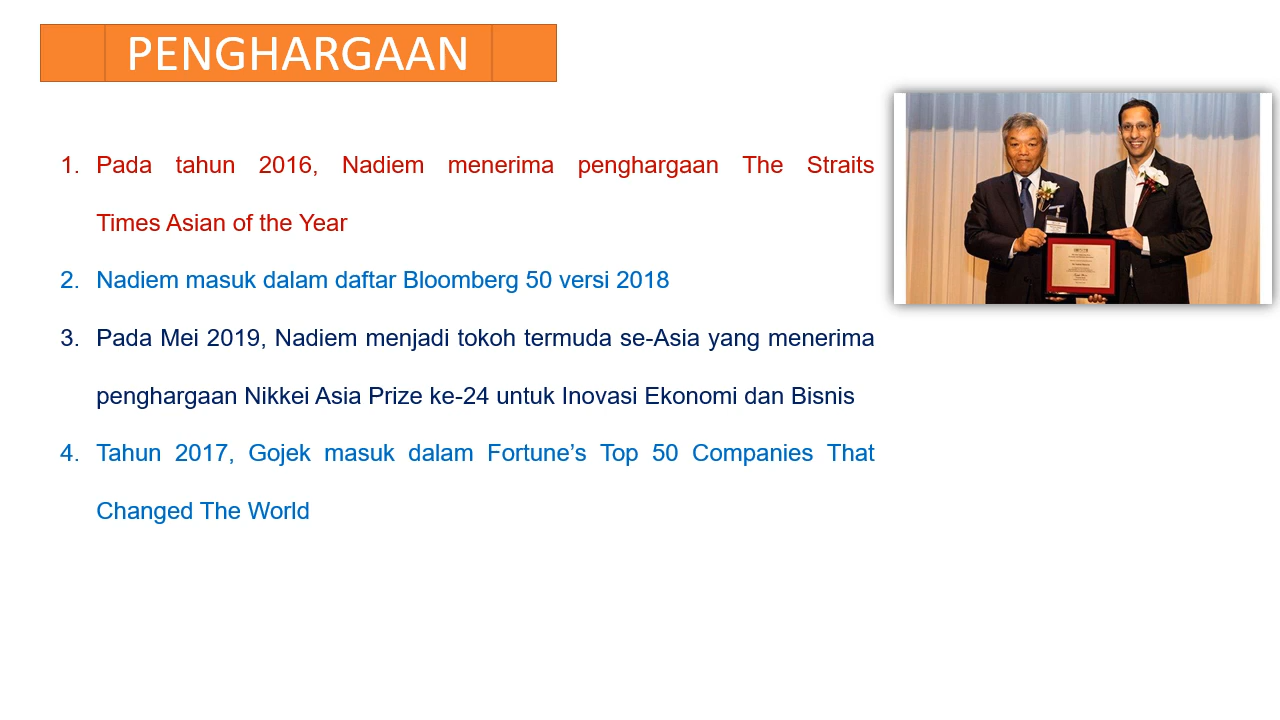 PENGHARGAAN
1. Pada tahun 2016, Nadiem menerima penghargaan The Straits
Times Asian of the Year
2. Nadiem masuk dalam daftar Bloomberg 50 versi 2018
3. Pada Mei 2019, Nadiem menjadi tokoh termuda se-Asia yang menerima
penghargaan Nikkei Asia Prize ke-24 untuk Inovasi Ekonomi dan Bisnis
4. Tahun 2017, Gojek masuk dalam Fortune’s Top 50 Companies That
Changed The World